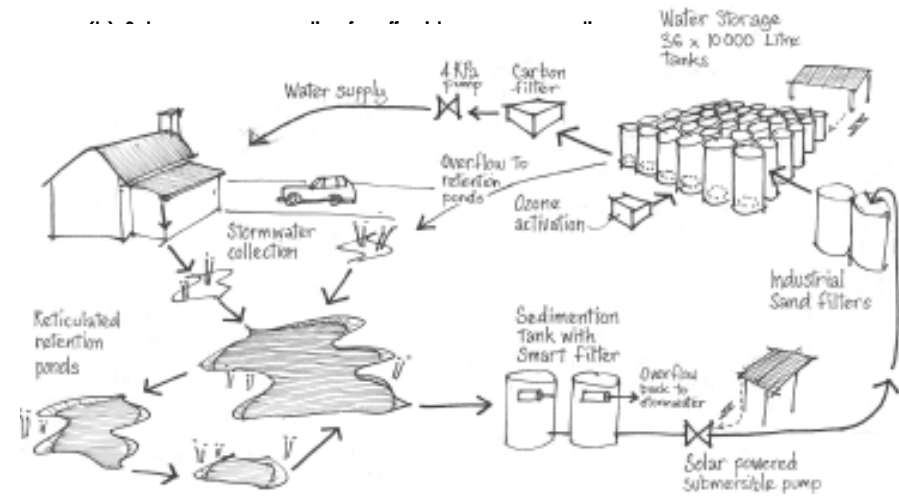 Water Storage
36 x 10000 Litre
tanks
4 KPa
pump
Carbon
filter
Water supply
Overflow to
retention
ponds
Ozone
activation
Stormwater
collection
Industrial
Sand filters
Reticulated
retention
ponds
Sedimention
Tank with
Smart filter
Overflow
back to
stormwater
Solar powered
submersible pump